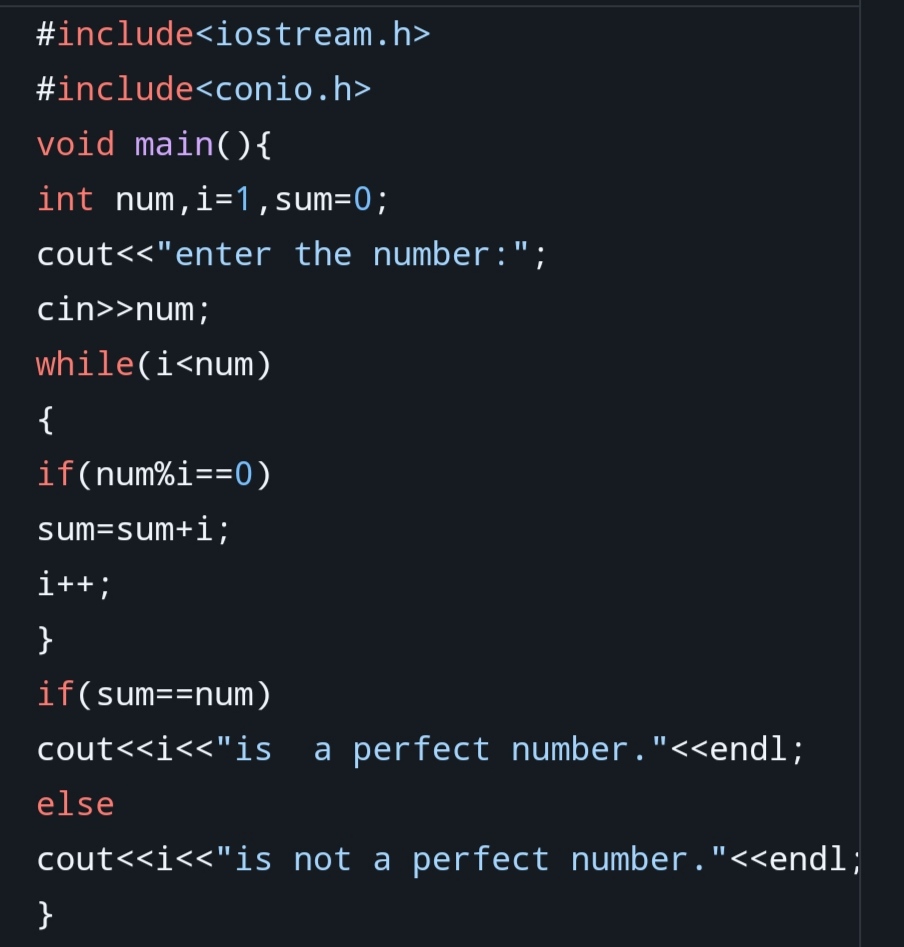 #include<iostream.h>
#include<conio.h>
void main(){
int num,i=1,sum=0;
cout<<"enter the number:";
cin>>num;
while(i<num)
{
if(num%i==0)
sum=sum+i;
i++;
}
if(sum==num)
cout<<i<<"is  a perfect number."<<endl;
else
cout<<i<<"is not a perfect number."<<endl;
}